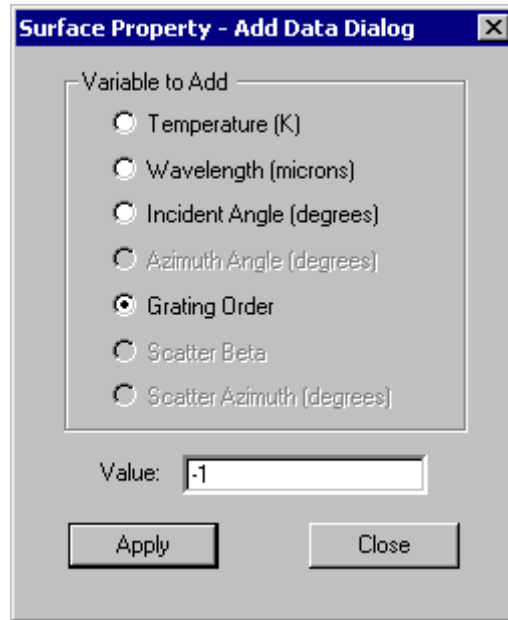 Surface Property - Add Data Dialog
Variable to Add
Temperature (K)
Wavelength (microns)
Incident Angle (degrees)
Azimuth Angle (degrees)
Grating Order
Scatter Beta
Scatter Azimuth (degrees)
Value: -1
Apply Close